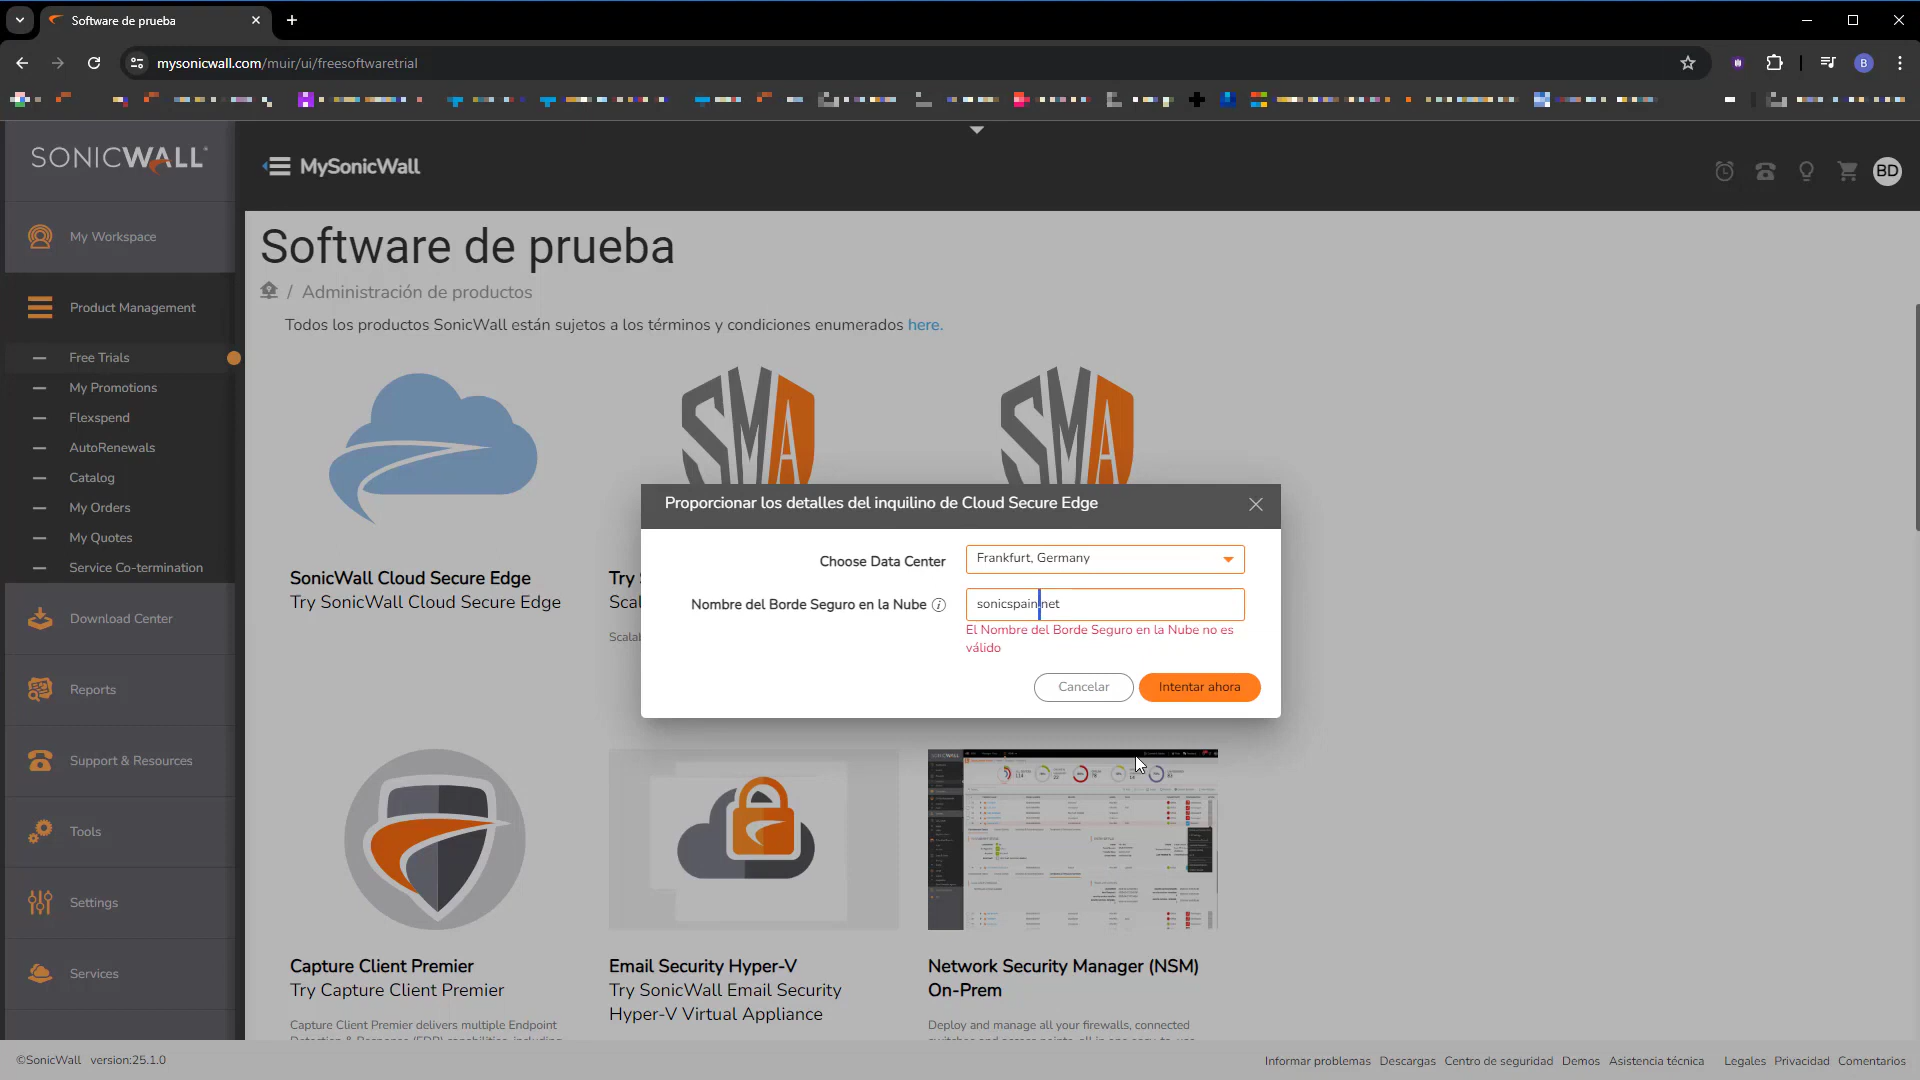 Software de prueba
mysonicwall.com/muir/ui/freesoftwaretrial
B
SONICWALL
MySonicWall
BD
My Workspace
Product Management
Free Trials
My Promotions
Flexspend
AutoRenewals
Catalog
My Orders
My Quotes
Service Co-termination
Download Center
Reports
Support & Resources
Tools
Settings
Services
Software de prueba
/ Administración de productos
Todos los productos SonicWall están sujetos a los términos y condiciones enumerados here.
SMA
SMA
SonicWall Cloud Secure Edge
Try SonicWall Cloud Secure Edge
Try
Proporcionar los detalles del inquilino de Cloud Secure Edge
Choose Data Center
Frankfurt, Germany
Nombre del Borde Seguro en la Nube
El Nombre del Borde Seguro en la Nube no es
válido
Cancelar
Intentar ahora
Capture Client Premier
Try Capture Client Premier
Capture Client Premier delivers multiple Endpoint
Email Security Hyper-V
Try SonicWall Email Security
Hyper-V Virtual Appliance
Network Security Manager (NSM)
On-Prem
Deploy and manage all your firewalls, connected
©SonicWall version:25.1.0
Informar problemas Descargas Centro de seguridad Demos Asistencia técnica Legales Privacidad Comentarios